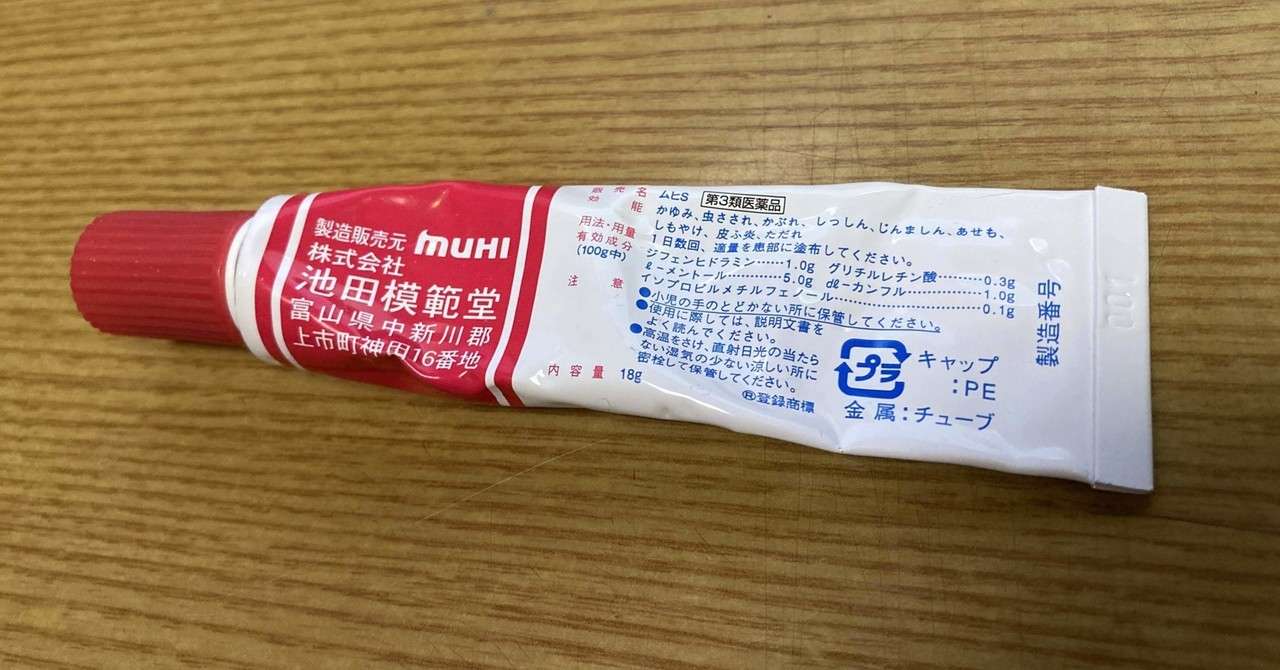 製造販売元 muHI
株式会社
池田模範堂
富山県中新川郡
上市町神田16番地
販売名 ムヒS 第3類医薬品
効能 かゆみ、虫さされ、かぶれ、しっしん、じんましん、あせも、
しもやけ、皮ふ炎、ただれ
用法・用量 1日数回、適量を患部に塗布してください。
有効成分 ジフェンヒドラミン……1.0g グリチルレチン酸………0.3g
(100g中) ℓ-メントール…………5.0g dℓ-カンフル……………1.0g
イソプロピルメチルフェノール……………………0.1g
注意 ●小児の手のとどかない所に保管してください。
●使用に際しては、説明文書を
よく読んでください。
●高温をさけ、直射日光の当たら
ない湿気の少ない涼しい所に
密栓して保管してください。
内容量 18g
®登録商標
プラ キャップ
:PE
金属:チューブ
製造番号
m